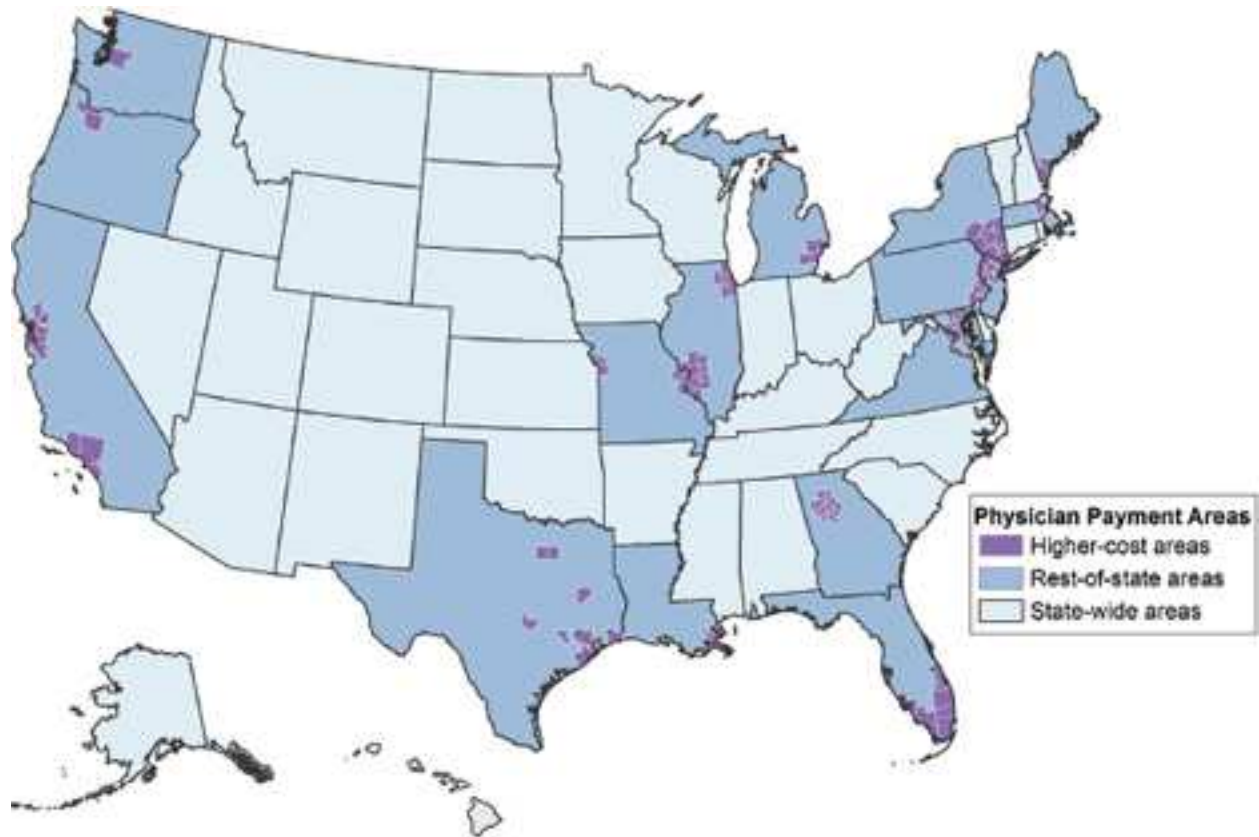 Physician Payment Areas
Higher-cost areas
Rest-of-state areas
State-wide areas